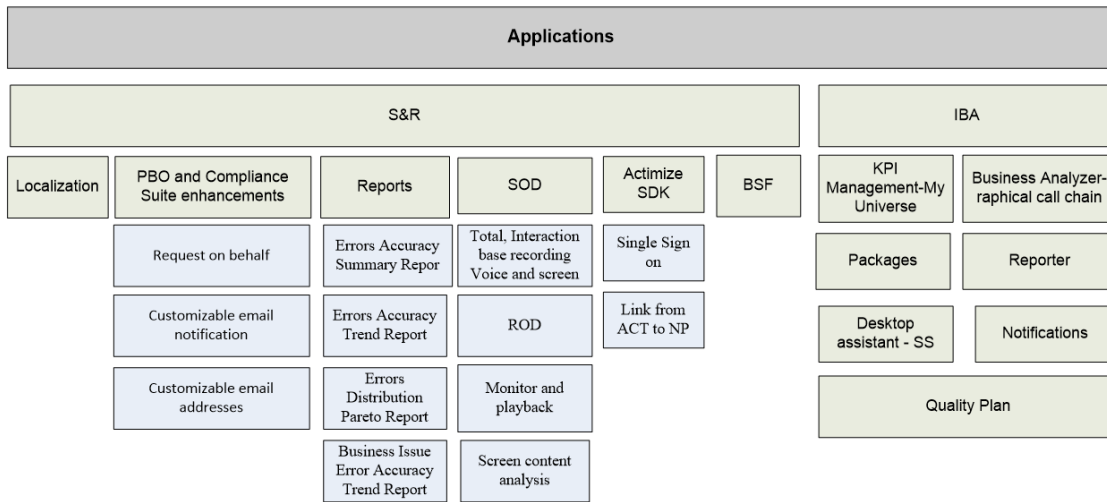 Applications
S&R
IBA
Localization
PBO and Compliance
Suite enhancements
Reports
SOD
Actimize
SDK
BSF
KPI
Management-My
Universe
Business Analyzer-
raphical call chain
Request on behalf
Errors Accuracy
Summary Repor
Total, Interaction
base recording
Voice and screen
Single Sign
on
Packages
Reporter
Customizable email
notification
Errors Accuracy
Trend Report
ROD
Link from
ACT to NP
Desktop
assistant - SS
Notifications
Customizable email
addresses
Errors
Distribution
Pareto Report
Monitor and
playback
Quality Plan
Business Issue
Error Accuracy
Trend Report
Screen content
analysis